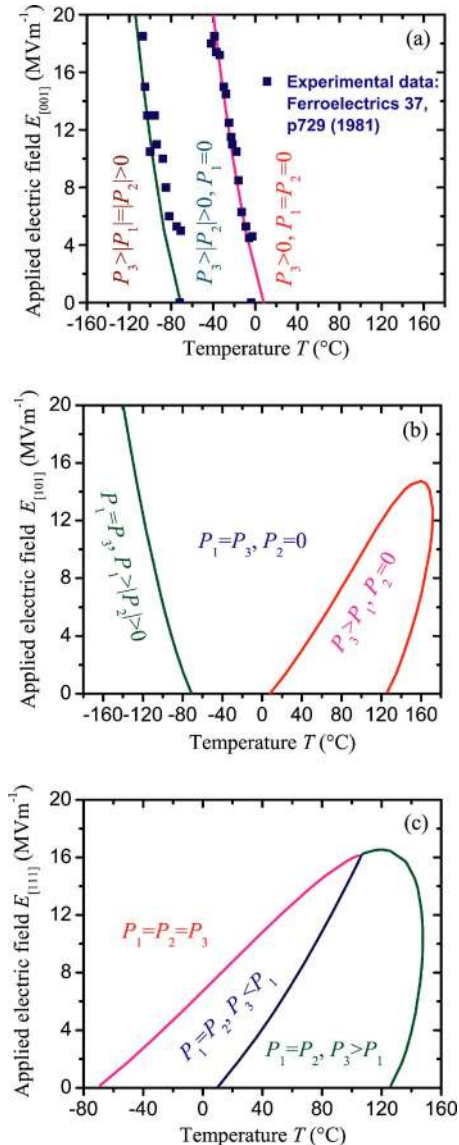 (a)
Experimental data:
Ferroelectrics 37,
p729 (1981)
P₃>|P₁|=|P₂|>0
P₃>|P₂|>0, P₁=0
P₃>0, P₁=P₂=0
Applied electric field E[001] (MVm⁻¹)
20
16
12
8
4
0
-160 -120 -80 -40 0 40 80 120 160
Temperature T (°C)
(b)
P₁=P₃, P₁>|P₂|>0
P₁=P₃, P₂=0
P₃>P₁, P₂=0
Applied electric field E[101] (MVm⁻¹)
20
16
12
8
4
0
-160 -120 -80 -40 0 40 80 120 160
Temperature T (°C)
(c)
P₁=P₂=P₃
P₁=P₂, P₃<P₁
P₁=P₂, P₃>P₁
Applied electric field E[111] (MVm⁻¹)
20
16
12
8
4
0
-80 -40 0 40 80 120 160
Temperature T (°C)